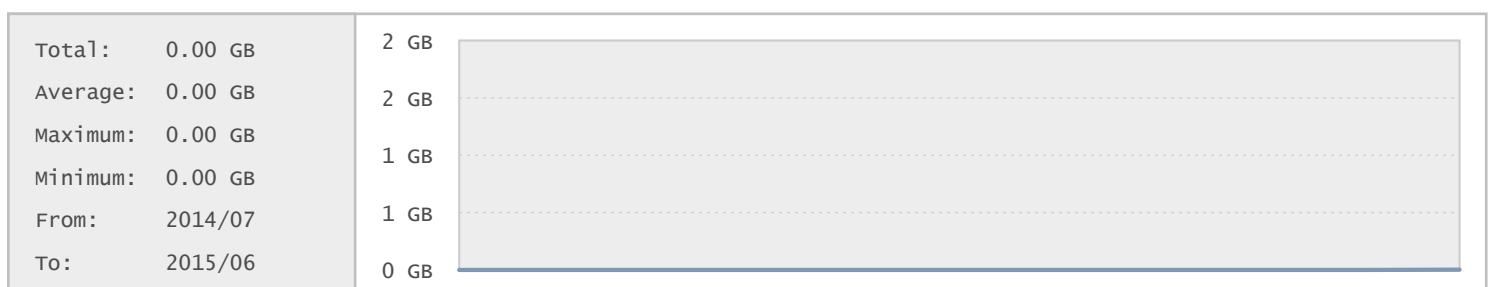 Total: 0.00 GB
Average: 0.00 GB
Maximum: 0.00 GB
Minimum: 0.00 GB
From: 2014/07
To: 2015/06
2 GB
2 GB
1 GB
1 GB
0 GB